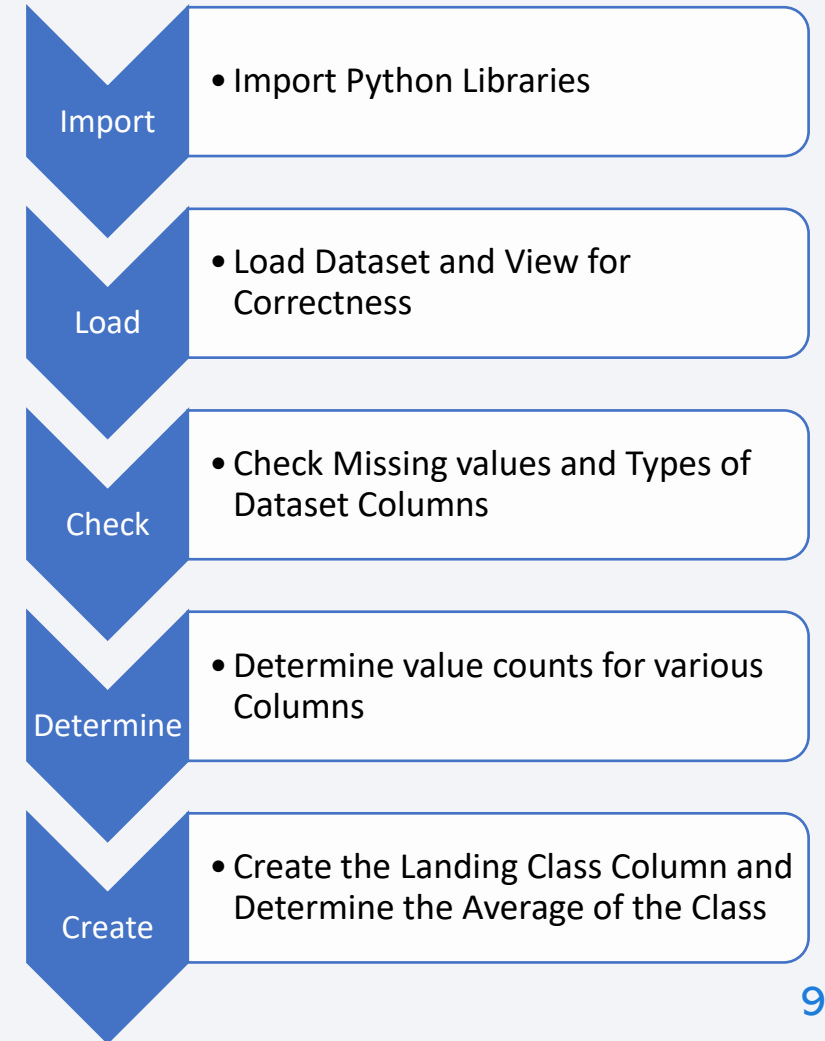 Import
• Import Python Libraries
Load
• Load Dataset and View for
Correctness
Check
• Check Missing values and Types of
Dataset Columns
Determine
• Determine value counts for various
Columns
Create
• Create the Landing Class Column and
Determine the Average of the Class
9